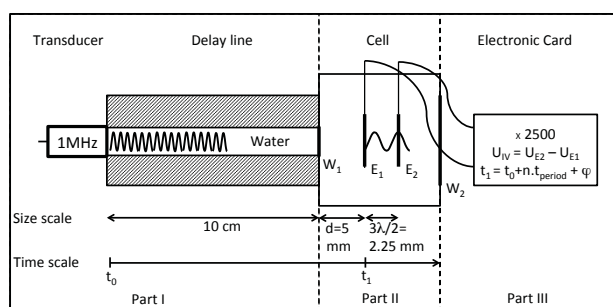 Transducer Delay line Cell Electronic Card
1MHz Water
W1 E1 E2 W2
x 2500
UIV = UE2 – UE1
t1 = t0+n.tperiod + φ
Size scale
10 cm
d=5
mm
3λ/2=
2.25 mm
Time scale
t0 t1
Part I Part II Part III